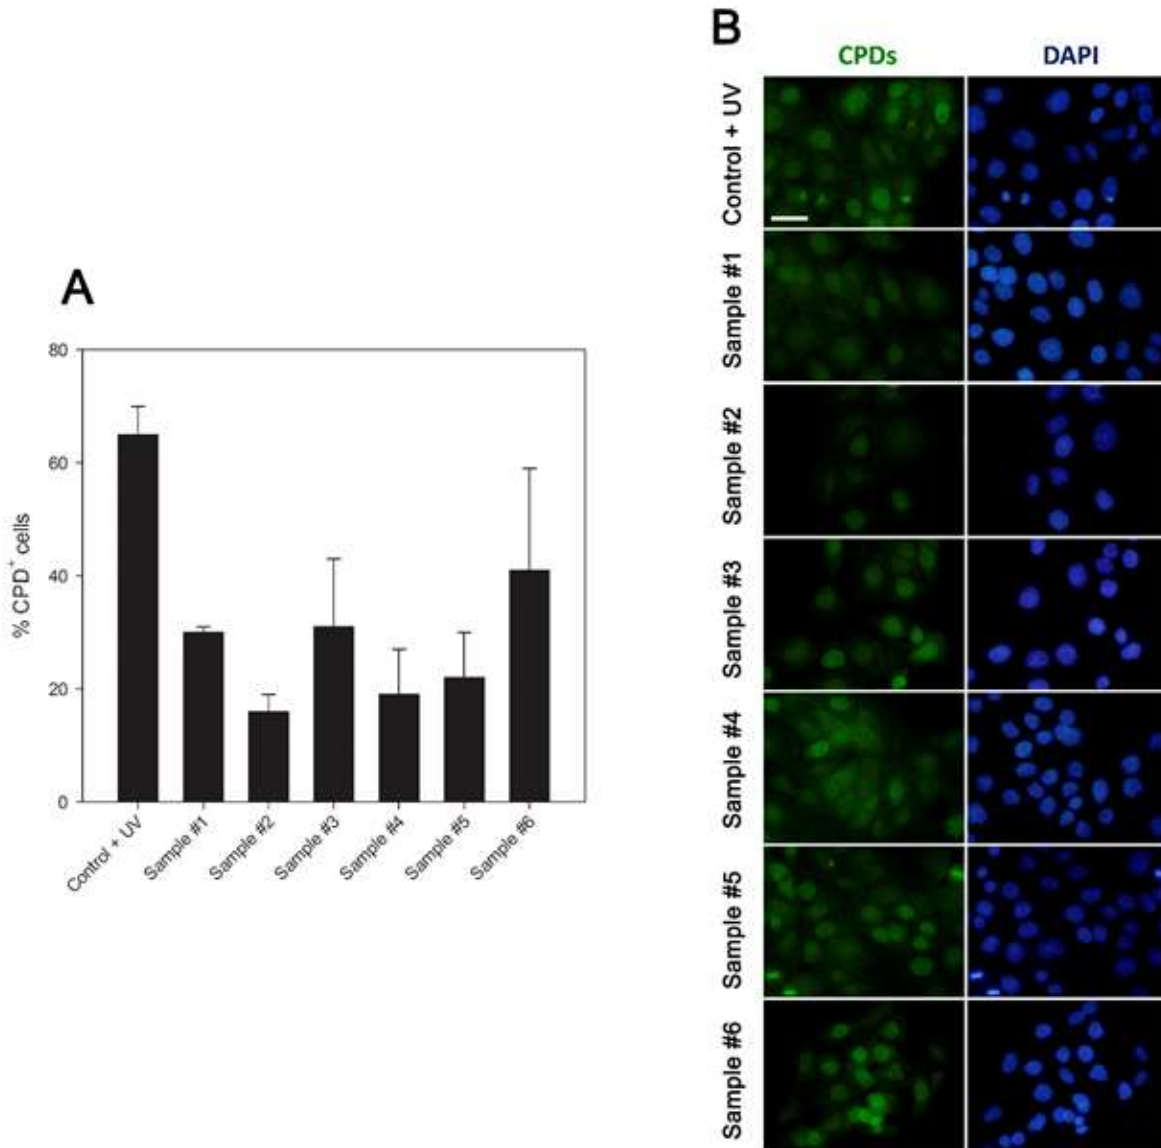 A
80
60
40
20
0
% CPD⁺ cells
Control + UV
Sample #1
Sample #2
Sample #3
Sample #4
Sample #5
Sample #6
B
CPDs DAPI
Control + UV
Sample #1
Sample #2
Sample #3
Sample #4
Sample #5
Sample #6